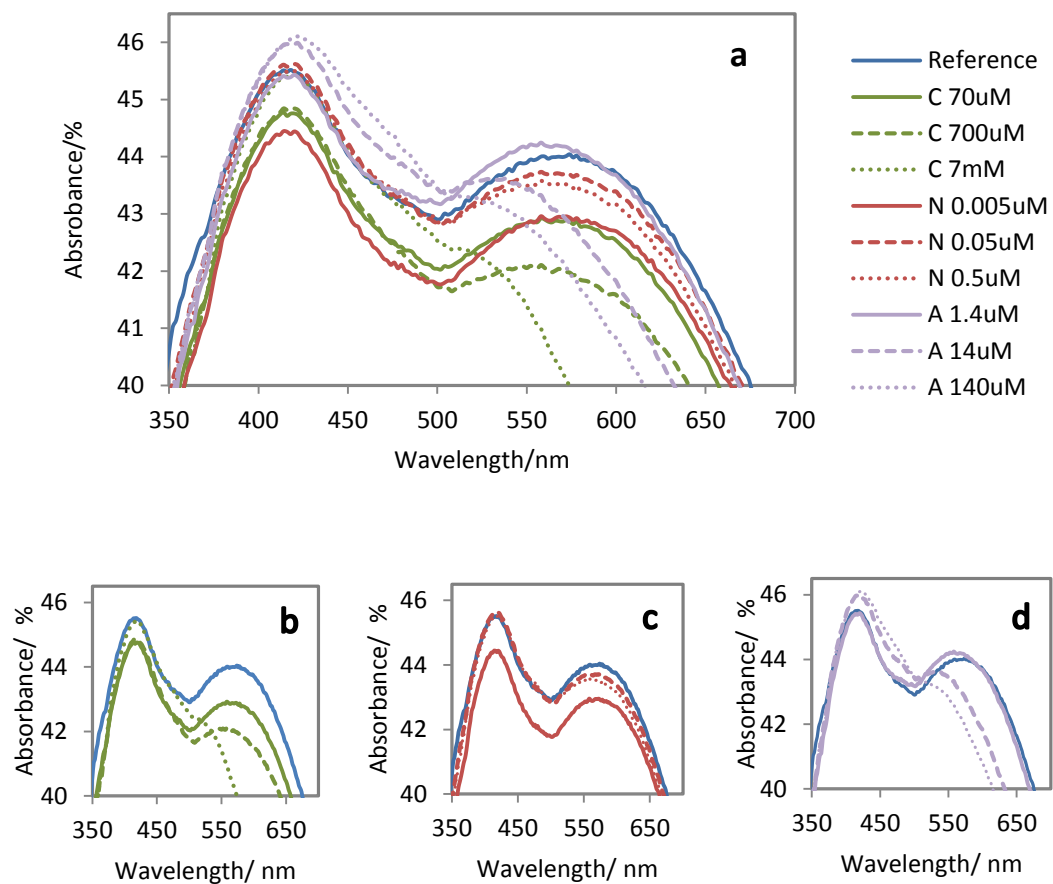 a
Absrobance/%
46
45
44
43
42
41
40
350 400 450 500 550 600 650 700
Wavelength/nm
Reference
C 70uM
C 700uM
C 7mM
N 0.005uM
N 0.05uM
N 0.5uM
A 1.4uM
A 14uM
A 140uM
b
Absorbance/ %
46
44
42
40
350 450 550 650
Wavelength/ nm
c
Absorbance/ %
46
44
42
40
350 450 550 650
Wavelength/ nm
d
Absorbance/ %
46
44
42
40
350 450 550 650
Wavelength/ nm